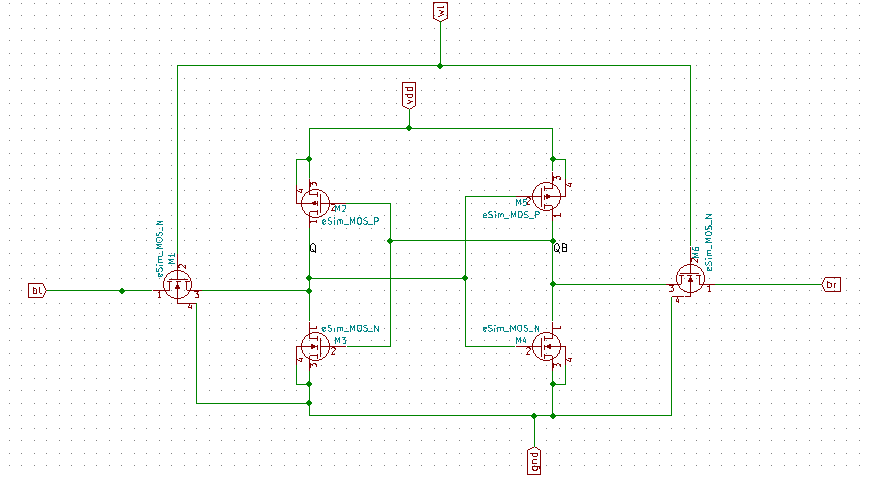 wl
vdd
3
4
M2
2
eSim_MOS_P
1
Q
3
4
M5
2
eSim_MOS_P
1
QB
eSim_MOS_N
M1
2
1
3
4
bl
eSim_MOS_N
M6
2
3
1
4
br
1
eSim_MOS_N
M3
2
4
3
eSim_MOS_N
1
M4
2
4
3
gnd